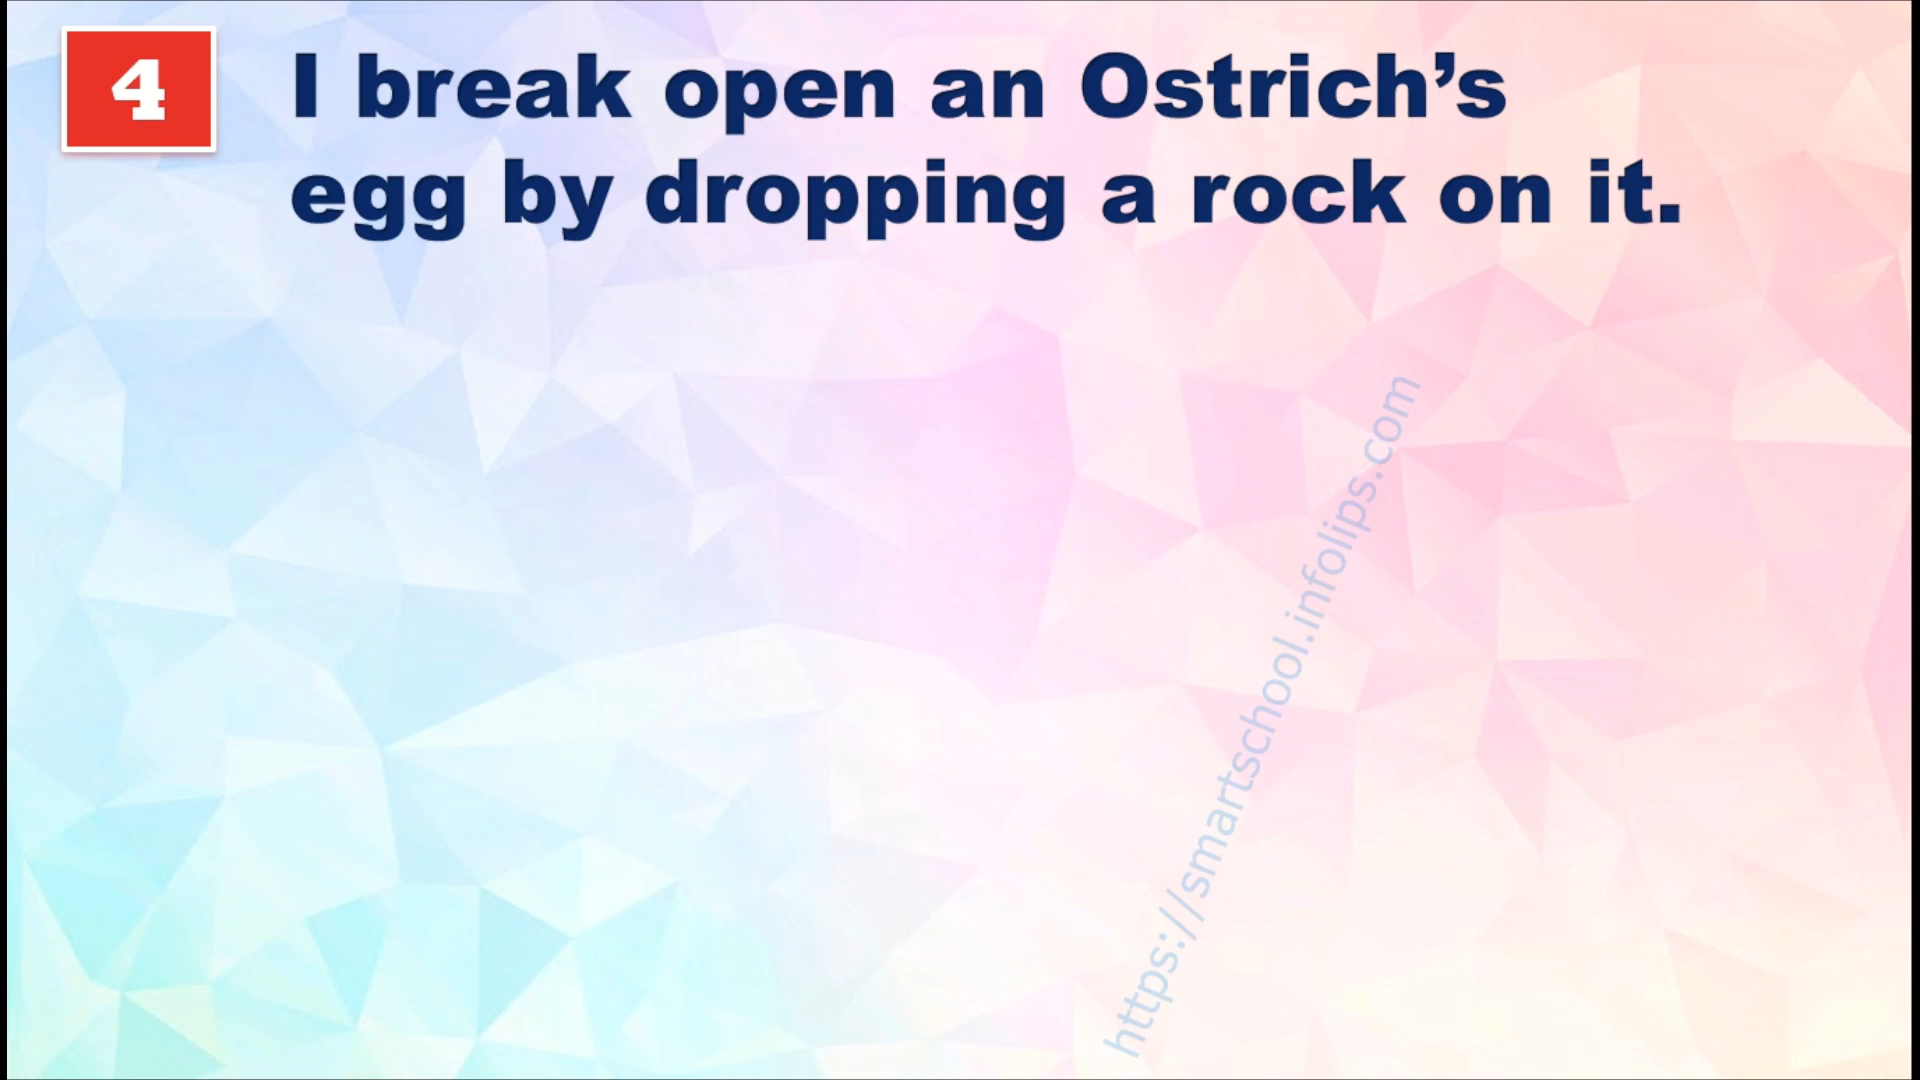 4
I break open an Ostrich’s
egg by dropping a rock on it.
https://smartschool.infolips.com